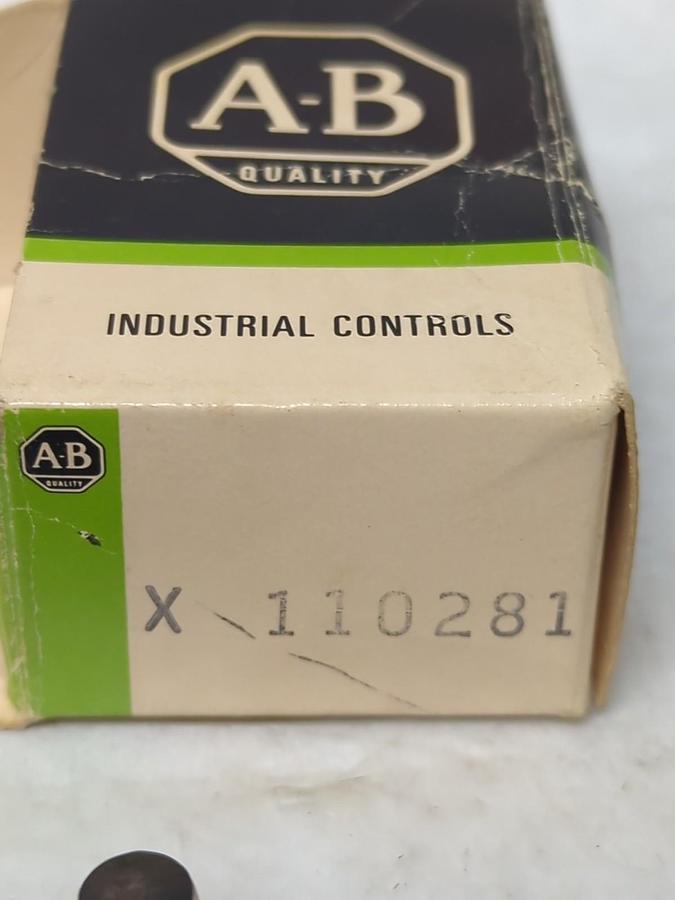 A-B
QUALITY
INDUSTRIAL CONTROLS
A-B
QUALITY
X 110281